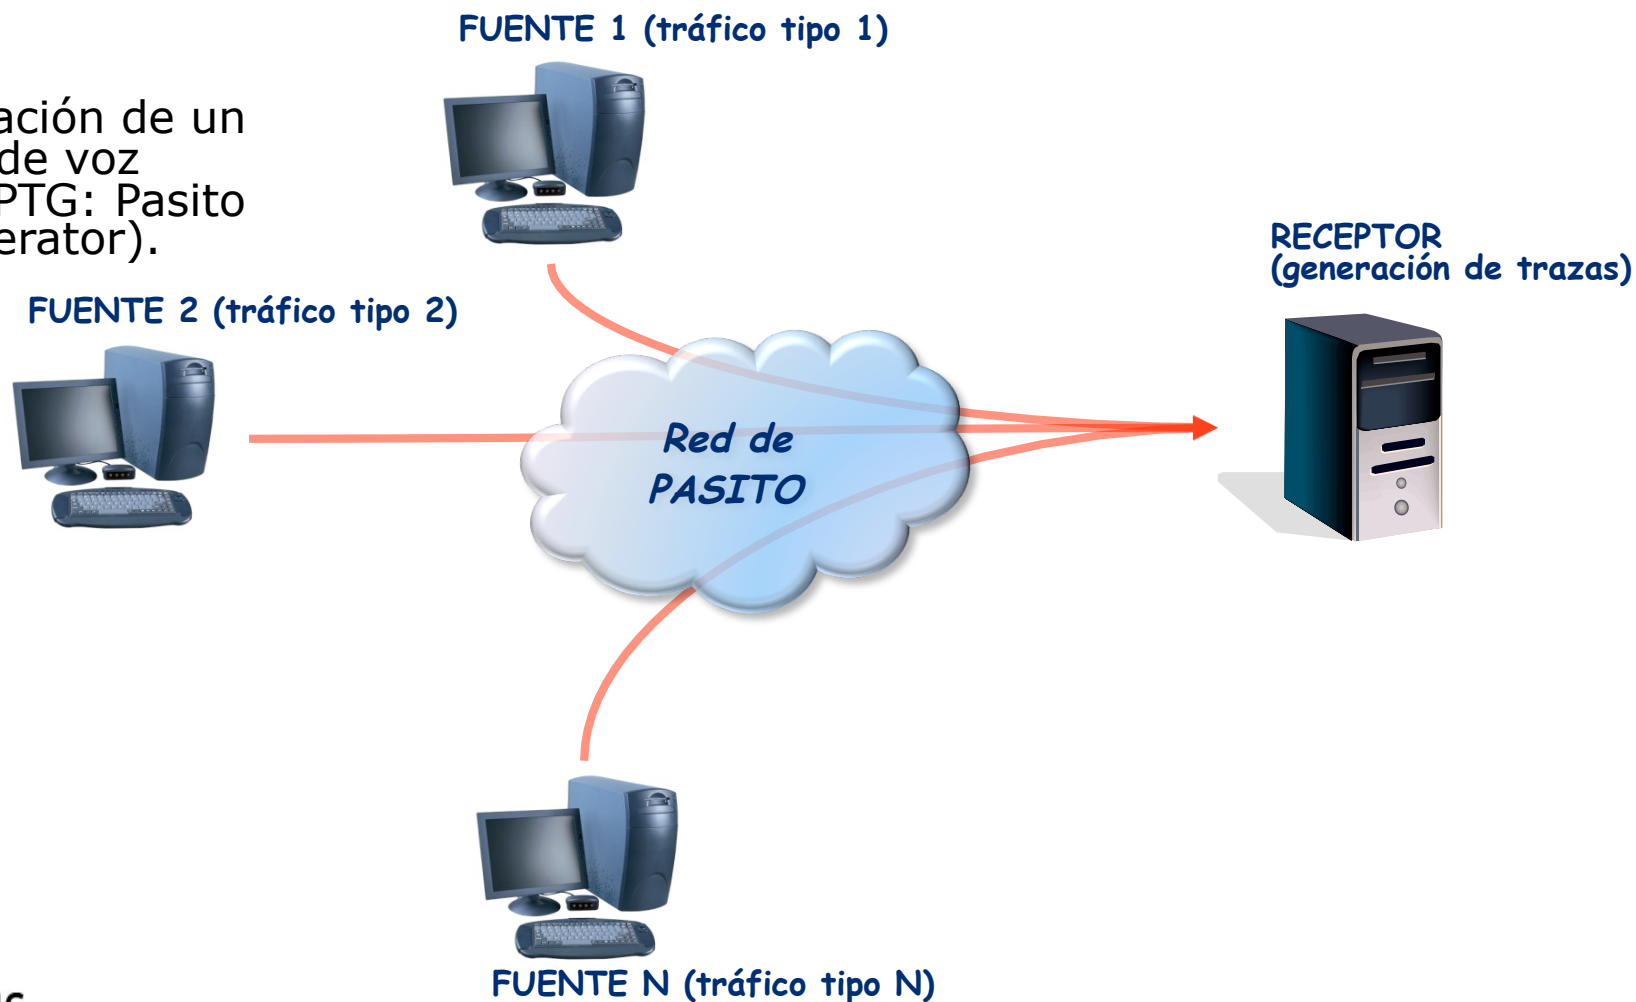 FUENTE 1 (tráfico tipo 1)
ación de un
de voz
PTG: Pasito
erator).
RECEPTOR
(generación de trazas)
FUENTE 2 (tráfico tipo 2)
Red de
PASITO
FUENTE N (tráfico tipo N)